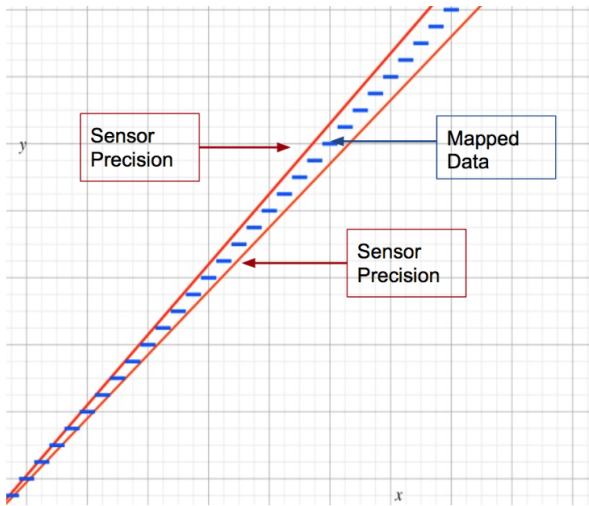 Sensor
Precision
y
Mapped
Data
Sensor
Precision
x